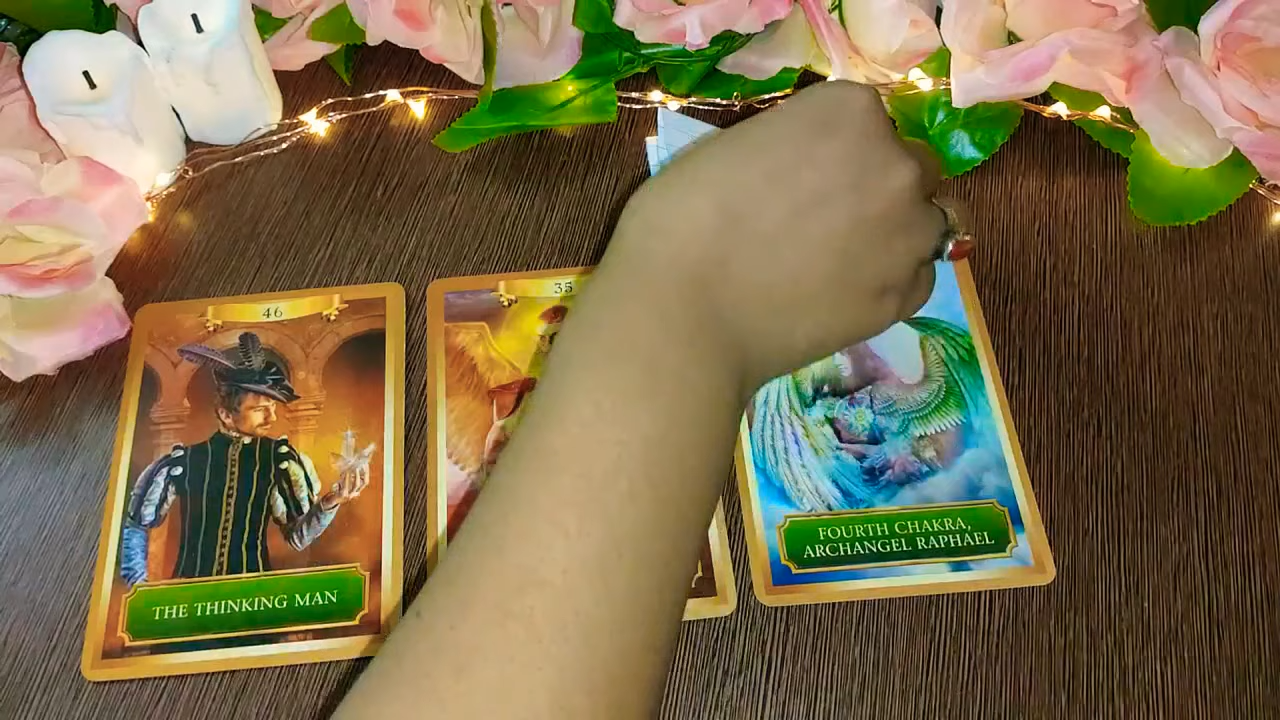 46
THE THINKING MAN
35
FOURTH CHAKRA,
ARCHANGEL RAPHAEL